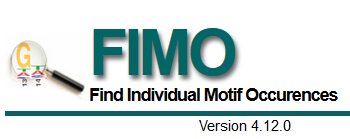 FIMO
Find Individual Motif Occurences
Version 4.12.0